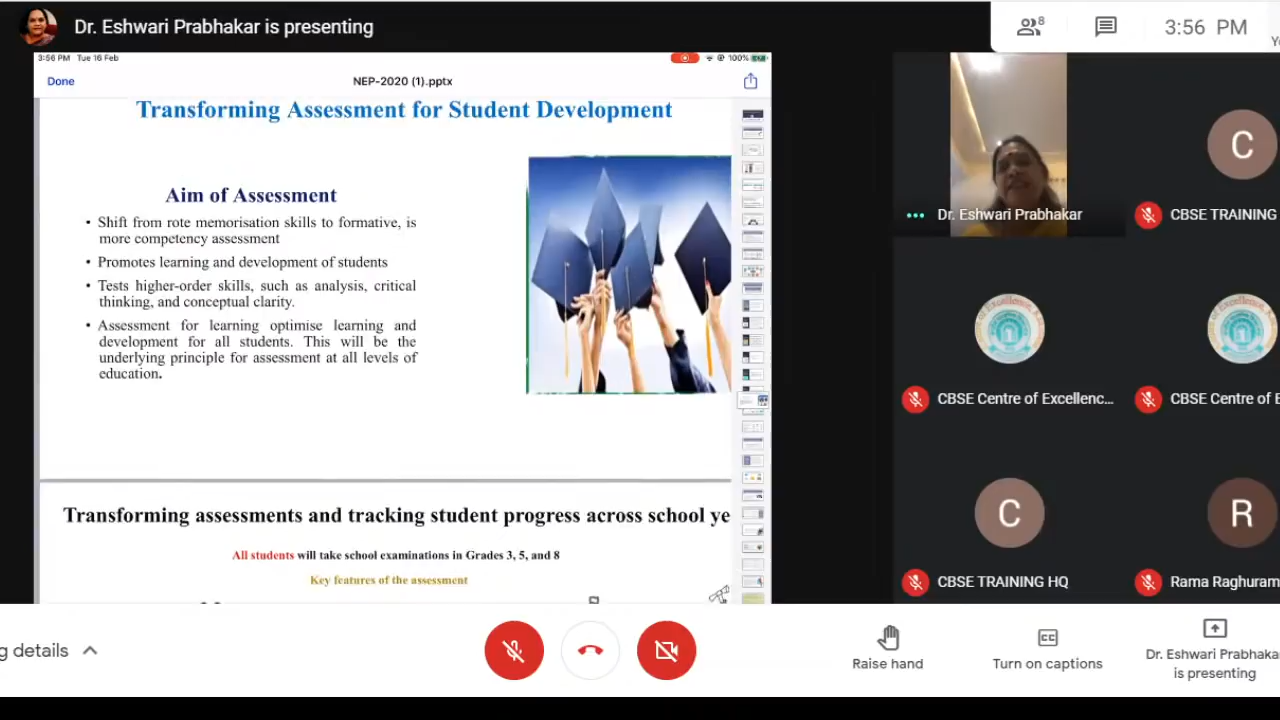 Dr. Eshwari Prabhakar is presenting
8
3:56 PM
3:56 PM Tue 16 Feb
100%
Done
NEP-2020 (1).pptx
Transforming Assessment for Student Development
Aim of Assessment
• Shift from rote memorisation skills to formative, is
more competency assessment
• Promotes learning and development of students
• Tests higher-order skills, such as analysis, critical
thinking, and conceptual clarity.
• Assessment for learning optimise learning and
development for all students. This will be the
underlying principle for assessment at all levels of
education.
Transforming assessments and tracking student progress across school ye
All students will take school examinations in Grades 3, 5, and 8
Key features of the assessment
Dr. Eshwari Prabhakar
C
CBSE TRAINING
CBSE Centre of Excellenc...
CBSE Centre of E
C
CBSE TRAINING HQ
R
Rama Raghuram
g details
Raise hand
Turn on captions
Dr. Eshwari Prabhaka
is presenting